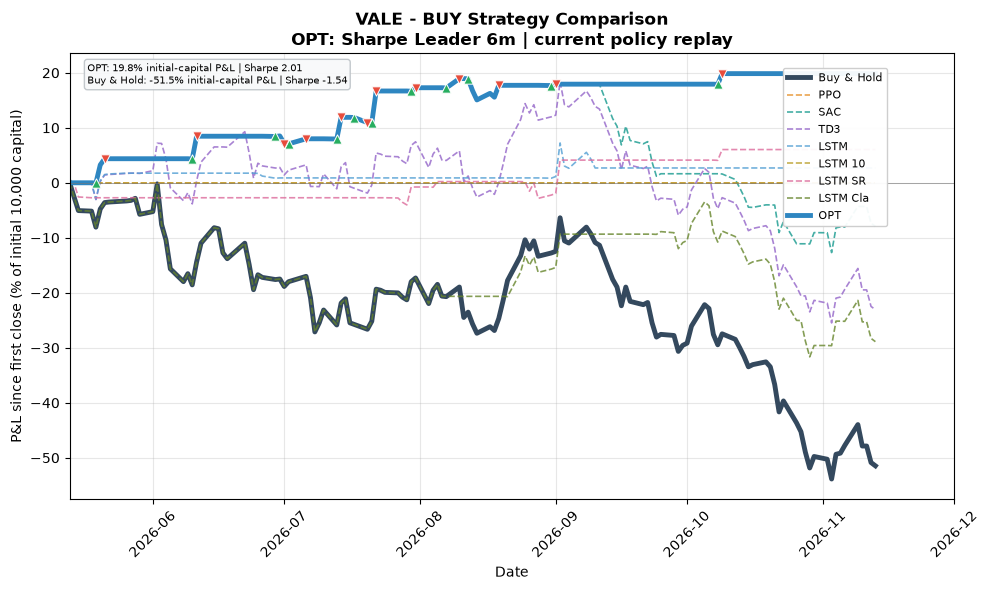 VALE - BUY Strategy Comparison
OPT: Sharpe Leader 6m | current policy replay
OPT: 19.8% initial-capital P&L | Sharpe 2.01
Buy & Hold: -51.5% initial-capital P&L | Sharpe -1.54
Buy & Hold
PPO
SAC
TD3
LSTM
LSTM 10
LSTM SR
LSTM Cla
OPT
P&L since first close (% of initial 10,000 capital)
20
10
0
−10
−20
−30
−40
−50
2026-06
2026-07
2026-08
2026-09
2026-10
2026-11
2026-12
Date